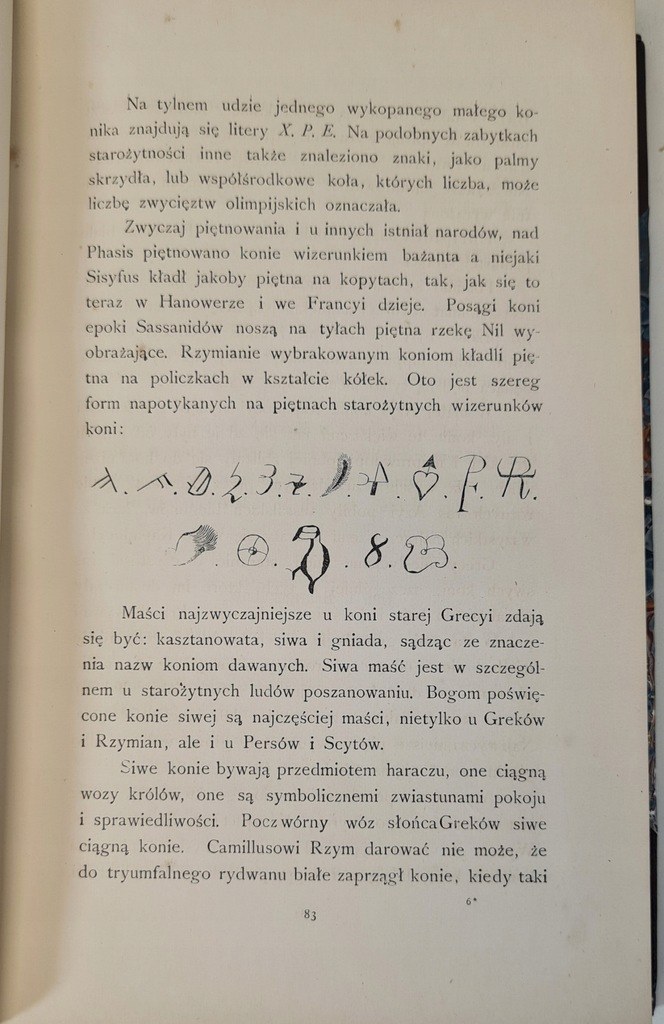 Na tylnem udzie jednego wykopanego małego ko-
nika znajdują się litery X. P. E. Na podobnych zabytkach
starożytności inne także znaleziono znaki, jako palmy
skrzydła, lub współśrodkowe koła, których liczba, może
liczbę zwycięztw olimpijskich oznaczała.
Zwyczaj piętnowania i u innych istniał narodów, nad
Phasis piętnowano konie wizerunkiem bażanta a niejaki
Sisyfus kładł jakoby piętna na kopytach, tak, jak się to
teraz w Hanowerze i we Francyi dzieje. Posągi koni
epoki Sassanidów noszą na tyłach piętna rzekę Nil wy-
obrażające. Rzymianie wybrakowanym koniom kładli pię-
tna na policzkach w kształcie kółek. Oto jest szereg
form napotykanych na piętnach starożytnych wizerunków
koni:
Maści najzwyczajniejsze u koni starej Grecyi zdają
się być: kasztanowata, siwa i gniada, sądząc ze znacze-
nia nazw koniom dawanych. Siwa maść jest w szczegól-
nem u starożytnych ludów poszanowaniu. Bogom poświę-
cone konie siwej są najczęściej maści, nietylko u Greków
i Rzymian, ale i u Persów i Scytów.
Siwe konie bywają przedmiotem haraczu, one ciągną
wozy królów, one są symbolicznemi zwiastunami pokoju
i sprawiedliwości. Poczwórny wóz słońca Greków siwe
ciągną konie. Camillusowi Rzym darować nie może, że
do tryumfalnego rydwanu białe zaprzągł konie, kiedy taki
6*
83